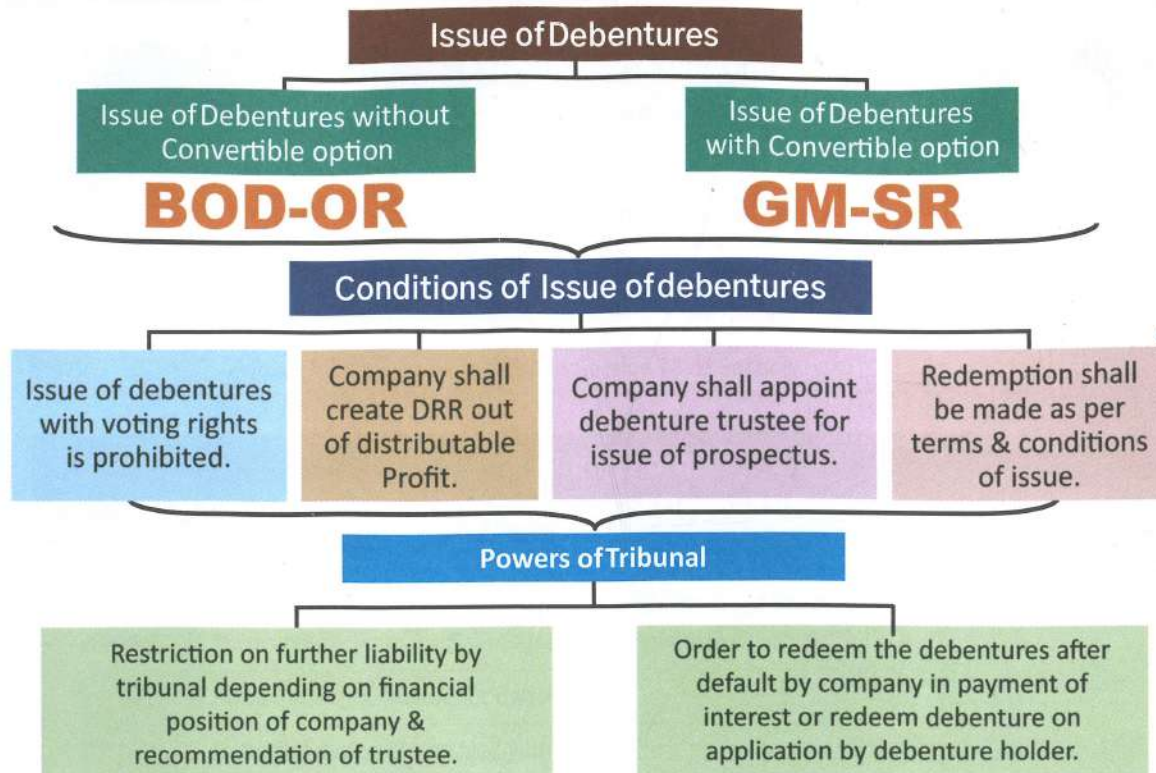 Issue of Debentures
Issue of Debentures without
Convertible option
Issue of Debentures
with Convertible option
BOD-OR
GM-SR
Conditions of Issue of debentures
Issue of debentures
with voting rights
is prohibited.
Company shall
create DRR out
of distributable
Profit.
Company shall appoint
debenture trustee for
issue of prospectus.
Redemption shall
be made as per
terms & conditions
of issue.
Powers of Tribunal
Restriction on further liability by
tribunal depending on financial
position of company &
recommendation of trustee.
Order to redeem the debentures after
default by company in payment of
interest or redeem debenture on
application by debenture holder.